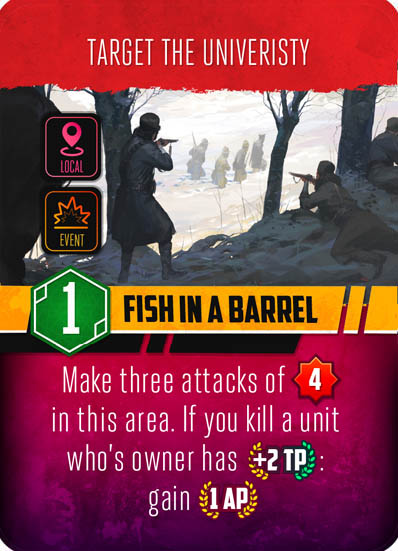 TARGET THE UNIVERISTY
LOCAL
EVENT
1
FISH IN A BARREL
Make three attacks of 4
in this area. If you kill a unit
who's owner has +2 TP :
gain 1 AP